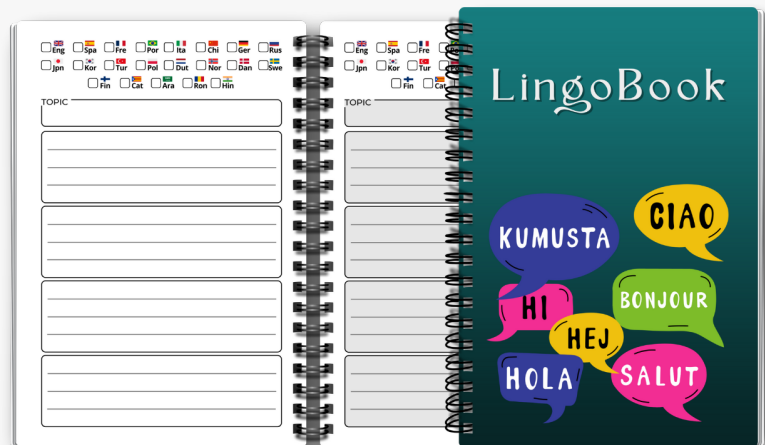 Eng Spa Fre Por Ita Chi Ger Rus
Jpn Kor Tur Pol Dut Nor Dan Swe
Fin Cat Ara Ron Hin
TOPIC
Eng Spa Fre
Jpn Kor Tur
Fin Cat
TOPIC
LingoBook
KUMUSTA
CIAO
HI
BONJOUR
HEJ
HOLA
SALUT